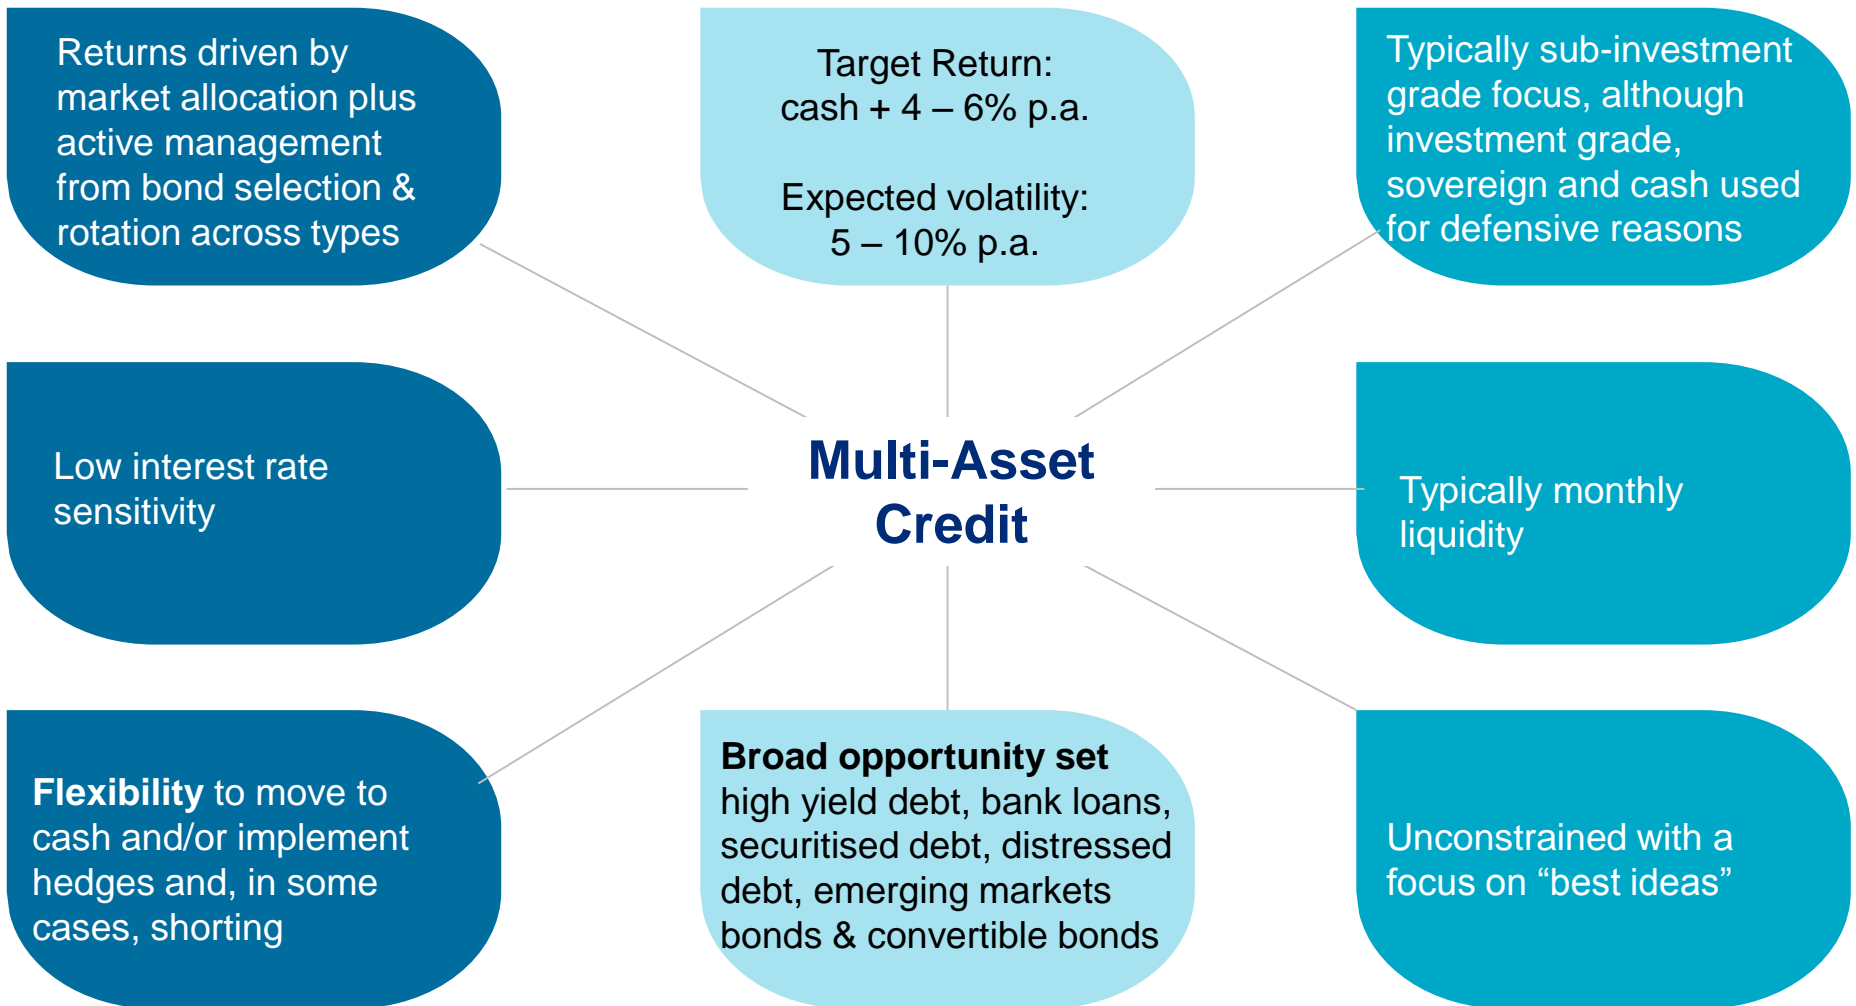 Returns driven by
market allocation plus
active management
from bond selection &
rotation across types
Target Return:
cash + 4 – 6% p.a.
Expected volatility:
5 – 10% p.a.
Typically sub-investment
grade focus, although
investment grade,
sovereign and cash used
for defensive reasons
Low interest rate
sensitivity
Multi-Asset
Credit
Typically monthly
liquidity
Flexibility to move to
cash and/or implement
hedges and, in some
cases, shorting
Broad opportunity set
high yield debt, bank loans,
securitised debt, distressed
debt, emerging markets
bonds & convertible bonds
Unconstrained with a
focus on “best ideas”